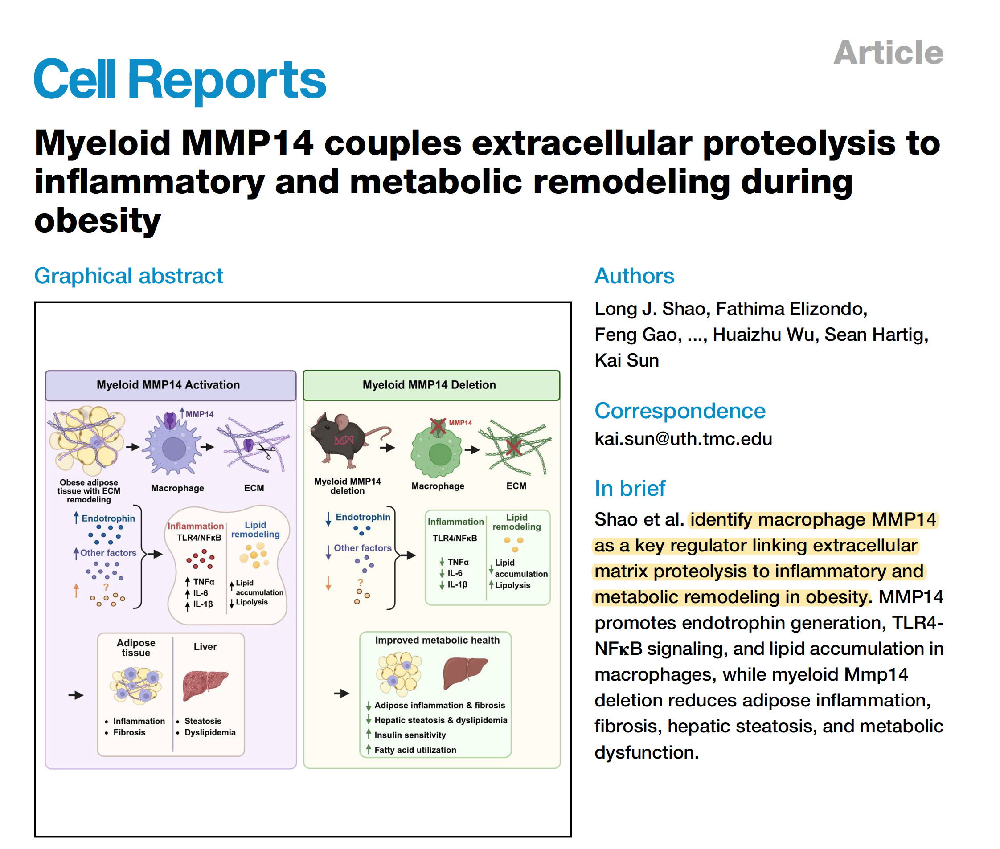 Article
Cell Reports
Myeloid MMP14 couples extracellular proteolysis to
inflammatory and metabolic remodeling during
obesity
Graphical abstract
Myeloid MMP14 Activation
MMP14
Obese adipose
tissue with ECM
remodeling
Macrophage
ECM
Endotrophin
Other factors
?
Inflammation
TLR4/NFκB
TNFα
IL-6
IL-1β
Lipid
remodeling
Lipid
accumulation
Lipolysis
Adipose
tissue
Inflammation
Fibrosis
Liver
Steatosis
Dyslipidemia
Myeloid MMP14 Deletion
MMP14
Myeloid MMP14
deletion
Macrophage
ECM
Endotrophin
Other factors
?
Inflammation
TLR4/NFκB
TNFα
IL-6
IL-1β
Lipid
remodeling
Lipid
accumulation
Lipolysis
Improved metabolic health
Adipose inflammation & fibrosis
Hepatic steatosis & dyslipidemia
Insulin sensitivity
Fatty acid utilization
Authors
Long J. Shao, Fathima Elizondo,
Feng Gao, ..., Huaizhu Wu, Sean Hartig,
Kai Sun
Correspondence
kai.sun@uth.tmc.edu
In brief
Shao et al. identify macrophage MMP14
as a key regulator linking extracellular
matrix proteolysis to inflammatory and
metabolic remodeling in obesity. MMP14
promotes endotrophin generation, TLR4-
NFκB signaling, and lipid accumulation in
macrophages, while myeloid Mmp14
deletion reduces adipose inflammation,
fibrosis, hepatic steatosis, and metabolic
dysfunction.